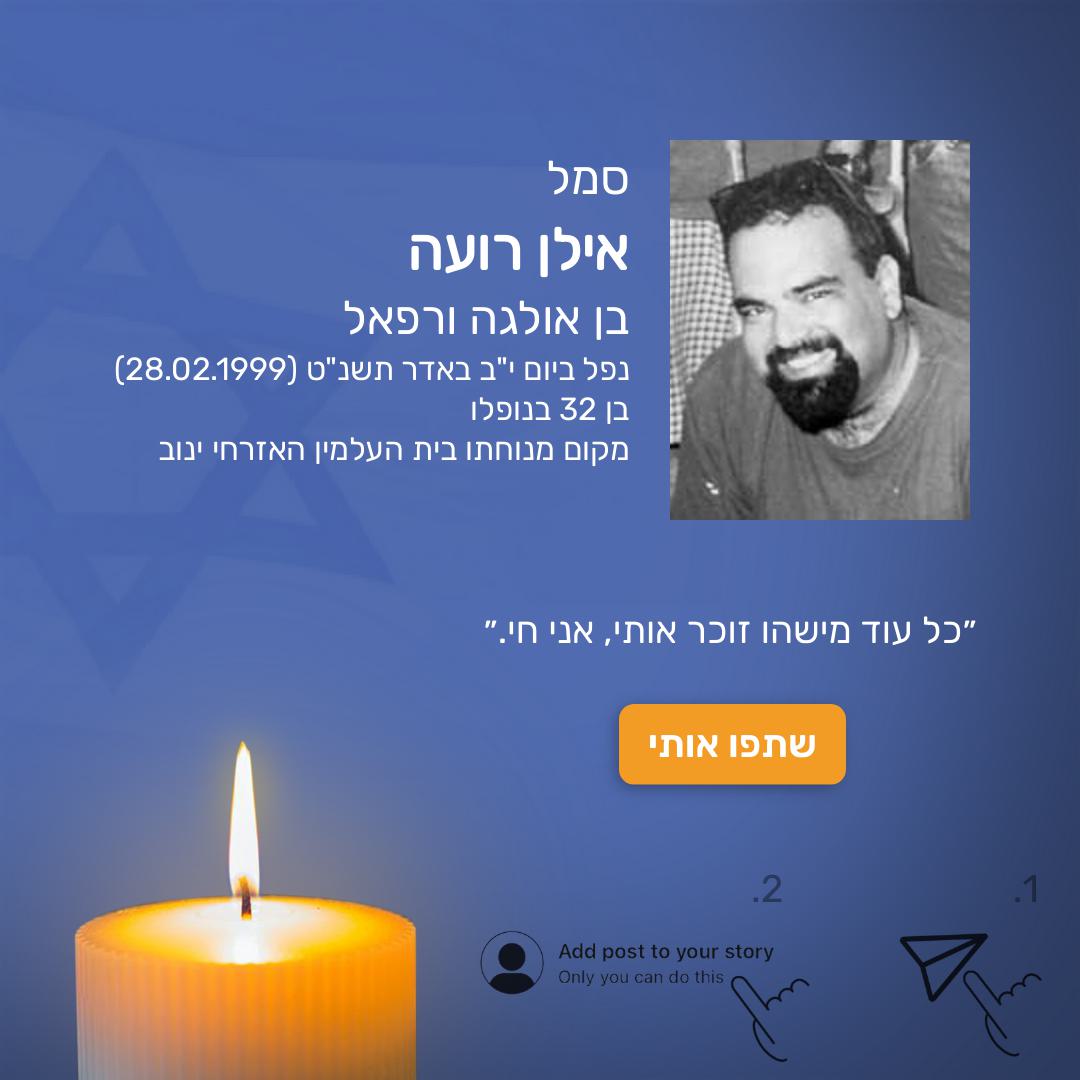 סמל
אילן רועה
בן אולגה ורפאל
נפל ביום י"ב באדר תשנ"ט (28.02.1999)
בן 32 בנופלו
מקום מנוחתו בית העלמין האזרחי ינוב
״כל עוד מישהו זוכר אותי, אני חי.״
שתפו אותי
1.
2.
Add post to your story
Only you can do this